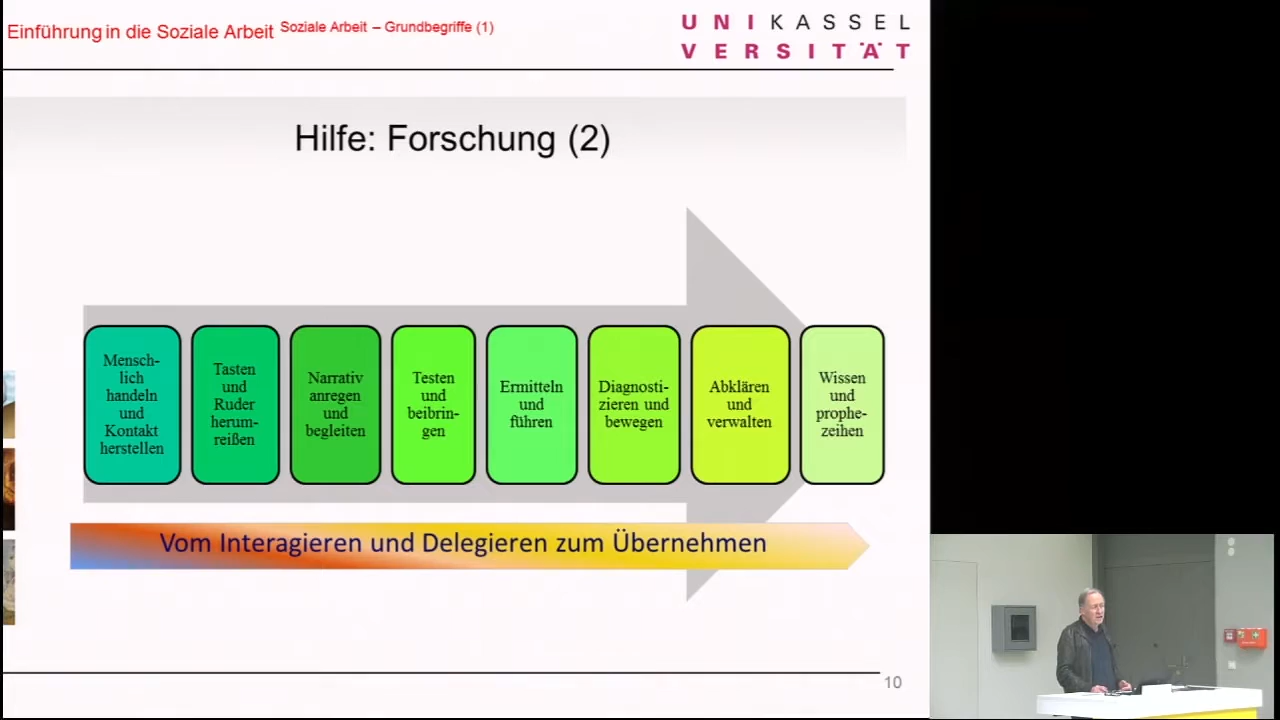 Einführung in die Soziale Arbeit Soziale Arbeit – Grundbegriffe (1)
UNIKASSEL
VERSITÄT
Hilfe: Forschung (2)
Mensch-
lich
handeln
und
Kontakt
herstellen
Tasten
und
Ruder
herum-
reißen
Narrativ
anregen
und
begleiten
Testen
und
beibrin-
gen
Ermitteln
und
führen
Diagnosti-
zieren und
bewegen
Abklären
und
verwalten
Wissen
und
prophe-
zeihen
Vom Interagieren und Delegieren zum Übernehmen
10